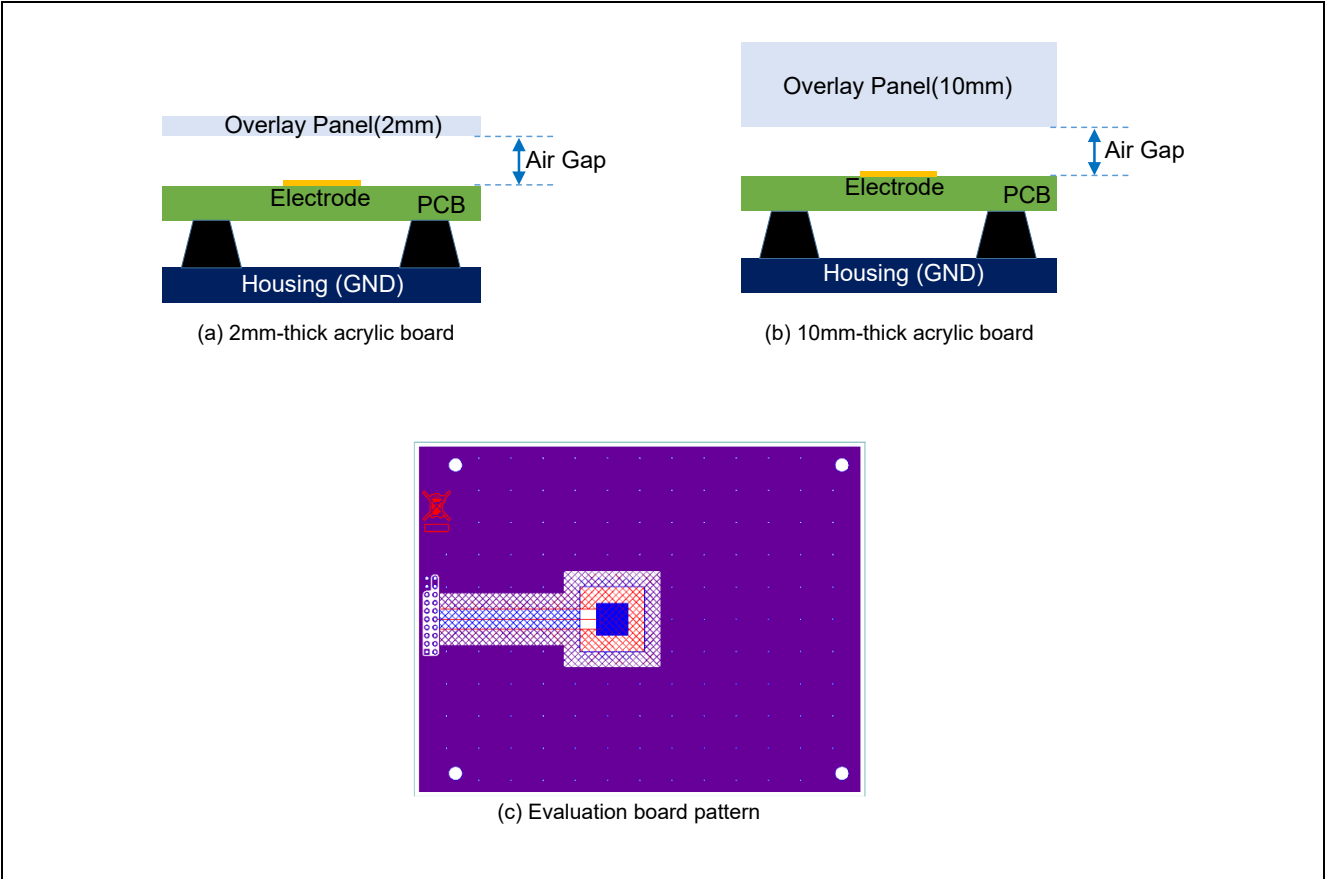 Overlay Panel(2mm)
Air Gap
Electrode
PCB
Housing (GND)
(a) 2mm-thick acrylic board
Overlay Panel(10mm)
Air Gap
Electrode
PCB
Housing (GND)
(b) 10mm-thick acrylic board
(c) Evaluation board pattern